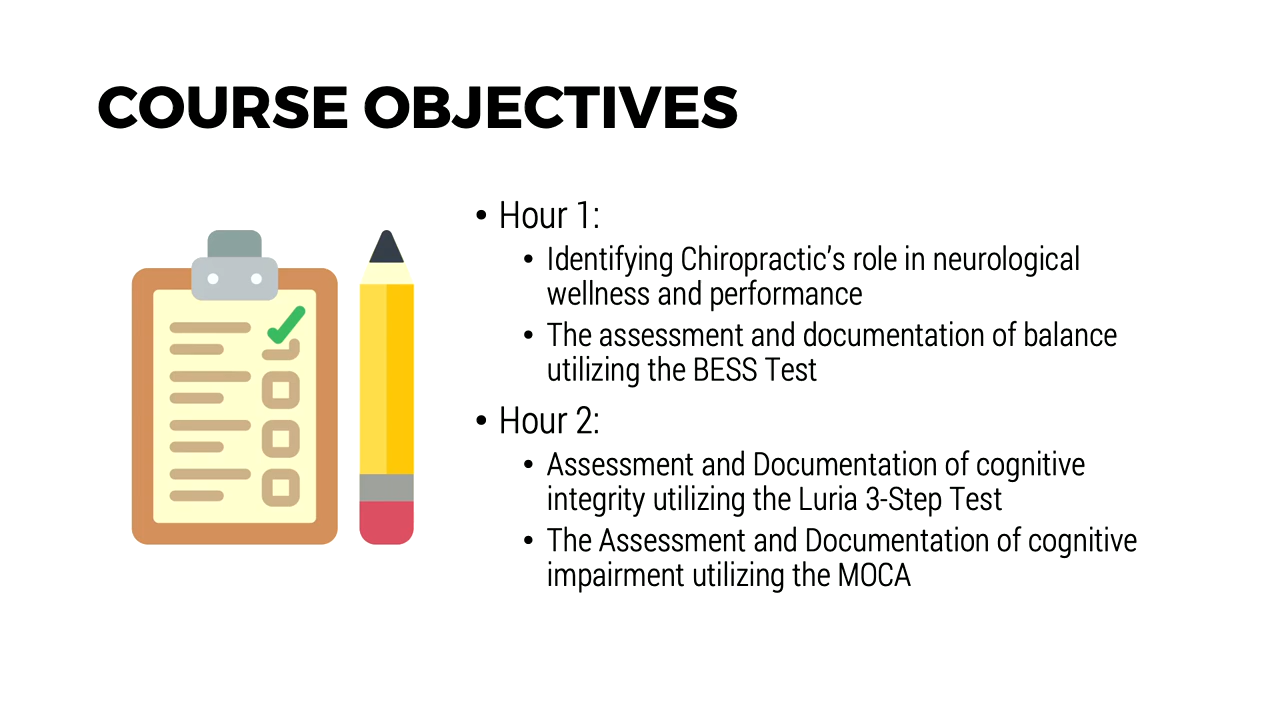 COURSE OBJECTIVES
• Hour 1:
• Identifying Chiropractic’s role in neurological
wellness and performance
• The assessment and documentation of balance
utilizing the BESS Test
• Hour 2:
• Assessment and Documentation of cognitive
integrity utilizing the Luria 3-Step Test
• The Assessment and Documentation of cognitive
impairment utilizing the MOCA